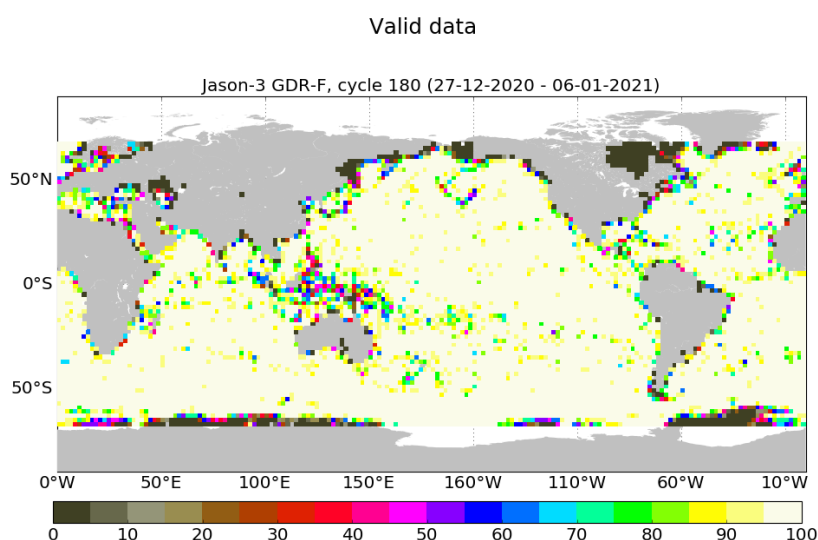 Valid data
Jason-3 GDR-F, cycle 180 (27-12-2020 - 06-01-2021)
50°N
0°S
50°S
0°W 50°E 100°E 150°E 160°W 110°W 60°W 10°W
0 10 20 30 40 50 60 70 80 90 100